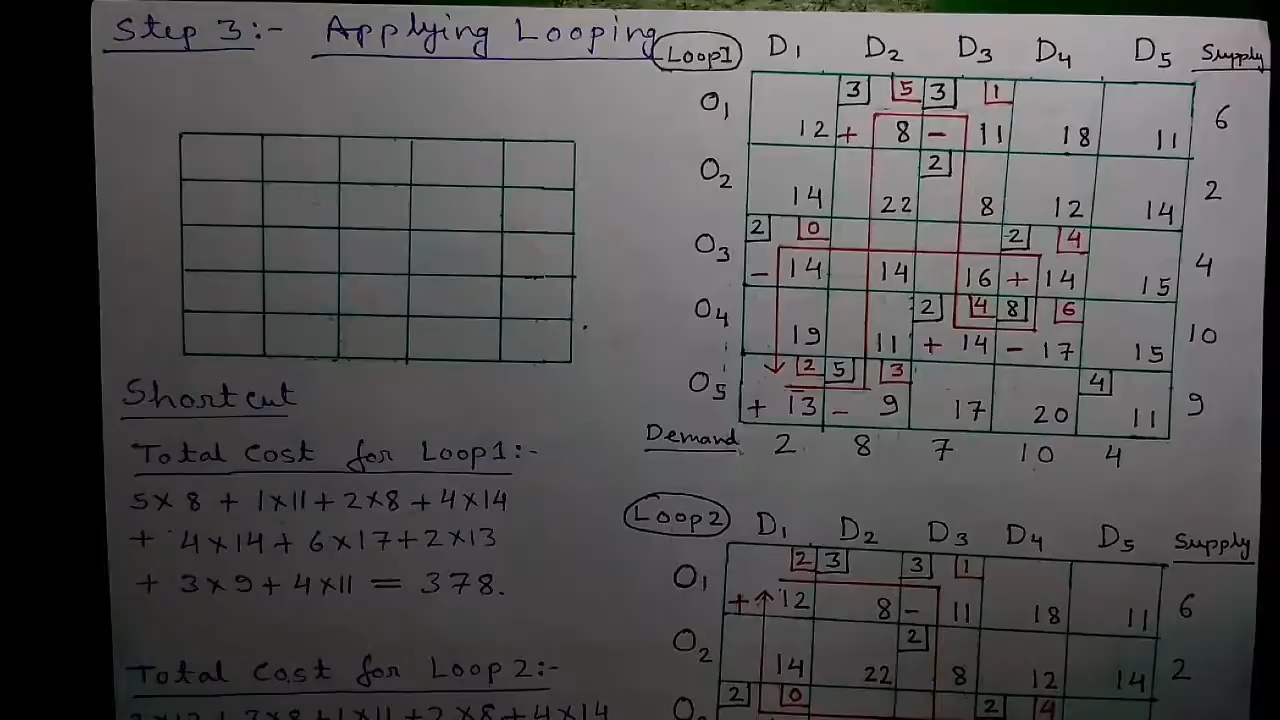 Step 3:- Applying Looping
Shortcut
Total Cost for Loop1:-
5×8 + 1×11 + 2×8 + 4×14
+ 4×14 + 6×17 + 2×13
+ 3×9 + 4×11 = 378.
Total Cost for Loop 2:-
Loop1 D1 D2 D3 D4 D5 Supply
3 5 3 1
O1 12 + 8 - 11 18 11 6
2
O2 14 22 8 12 14 2
2 0 2 4
O3 - 14 14 16 + 14 15 4
2 4 8 6
O4 19 11 + 14 - 17 15 10
2 5 3 4
O5 + 13 - 9 17 20 11 9
Demand 2 8 7 10 4
Loop2 D1 D2 D3 D4 D5 Supply
2 3 3 1
O1 + 12 8 - 11 18 11 6
2
O2 14 22 8 12 14 2
2 0 2 4